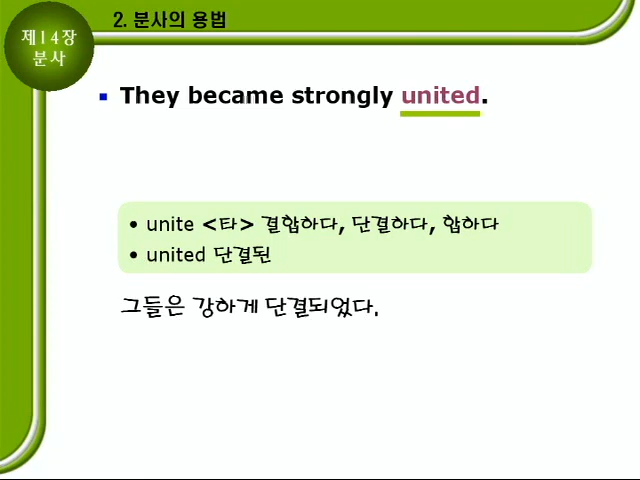 제14장
분사
2. 분사의 용법
They became strongly united.
• unite <타> 결합하다, 단결하다, 합하다
• united 단결된
그들은 강하게 단결되었다.